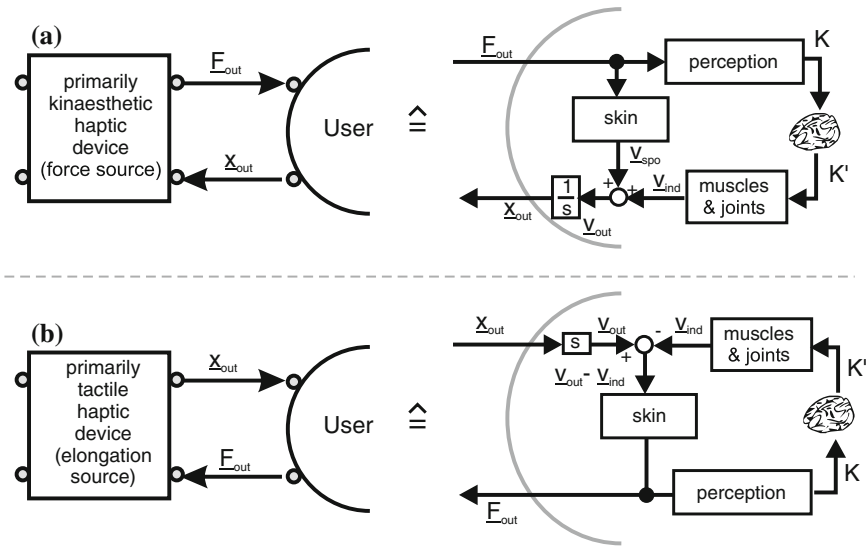 (a)
primarily
kinaesthetic
haptic
device
(force source)
F_out
x_out
User
≙
F_out
perception
K
skin
v_spo
K'
muscles
& joints
v_ind
+
+
1
s
v_out
x_out
(b)
primarily
tactile
haptic
device
(elongation
source)
x_out
F_out
User
≙
x_out
s
v_out
+
-
v_ind
muscles
& joints
K'
v_out - v_ind
skin
perception
K
F_out